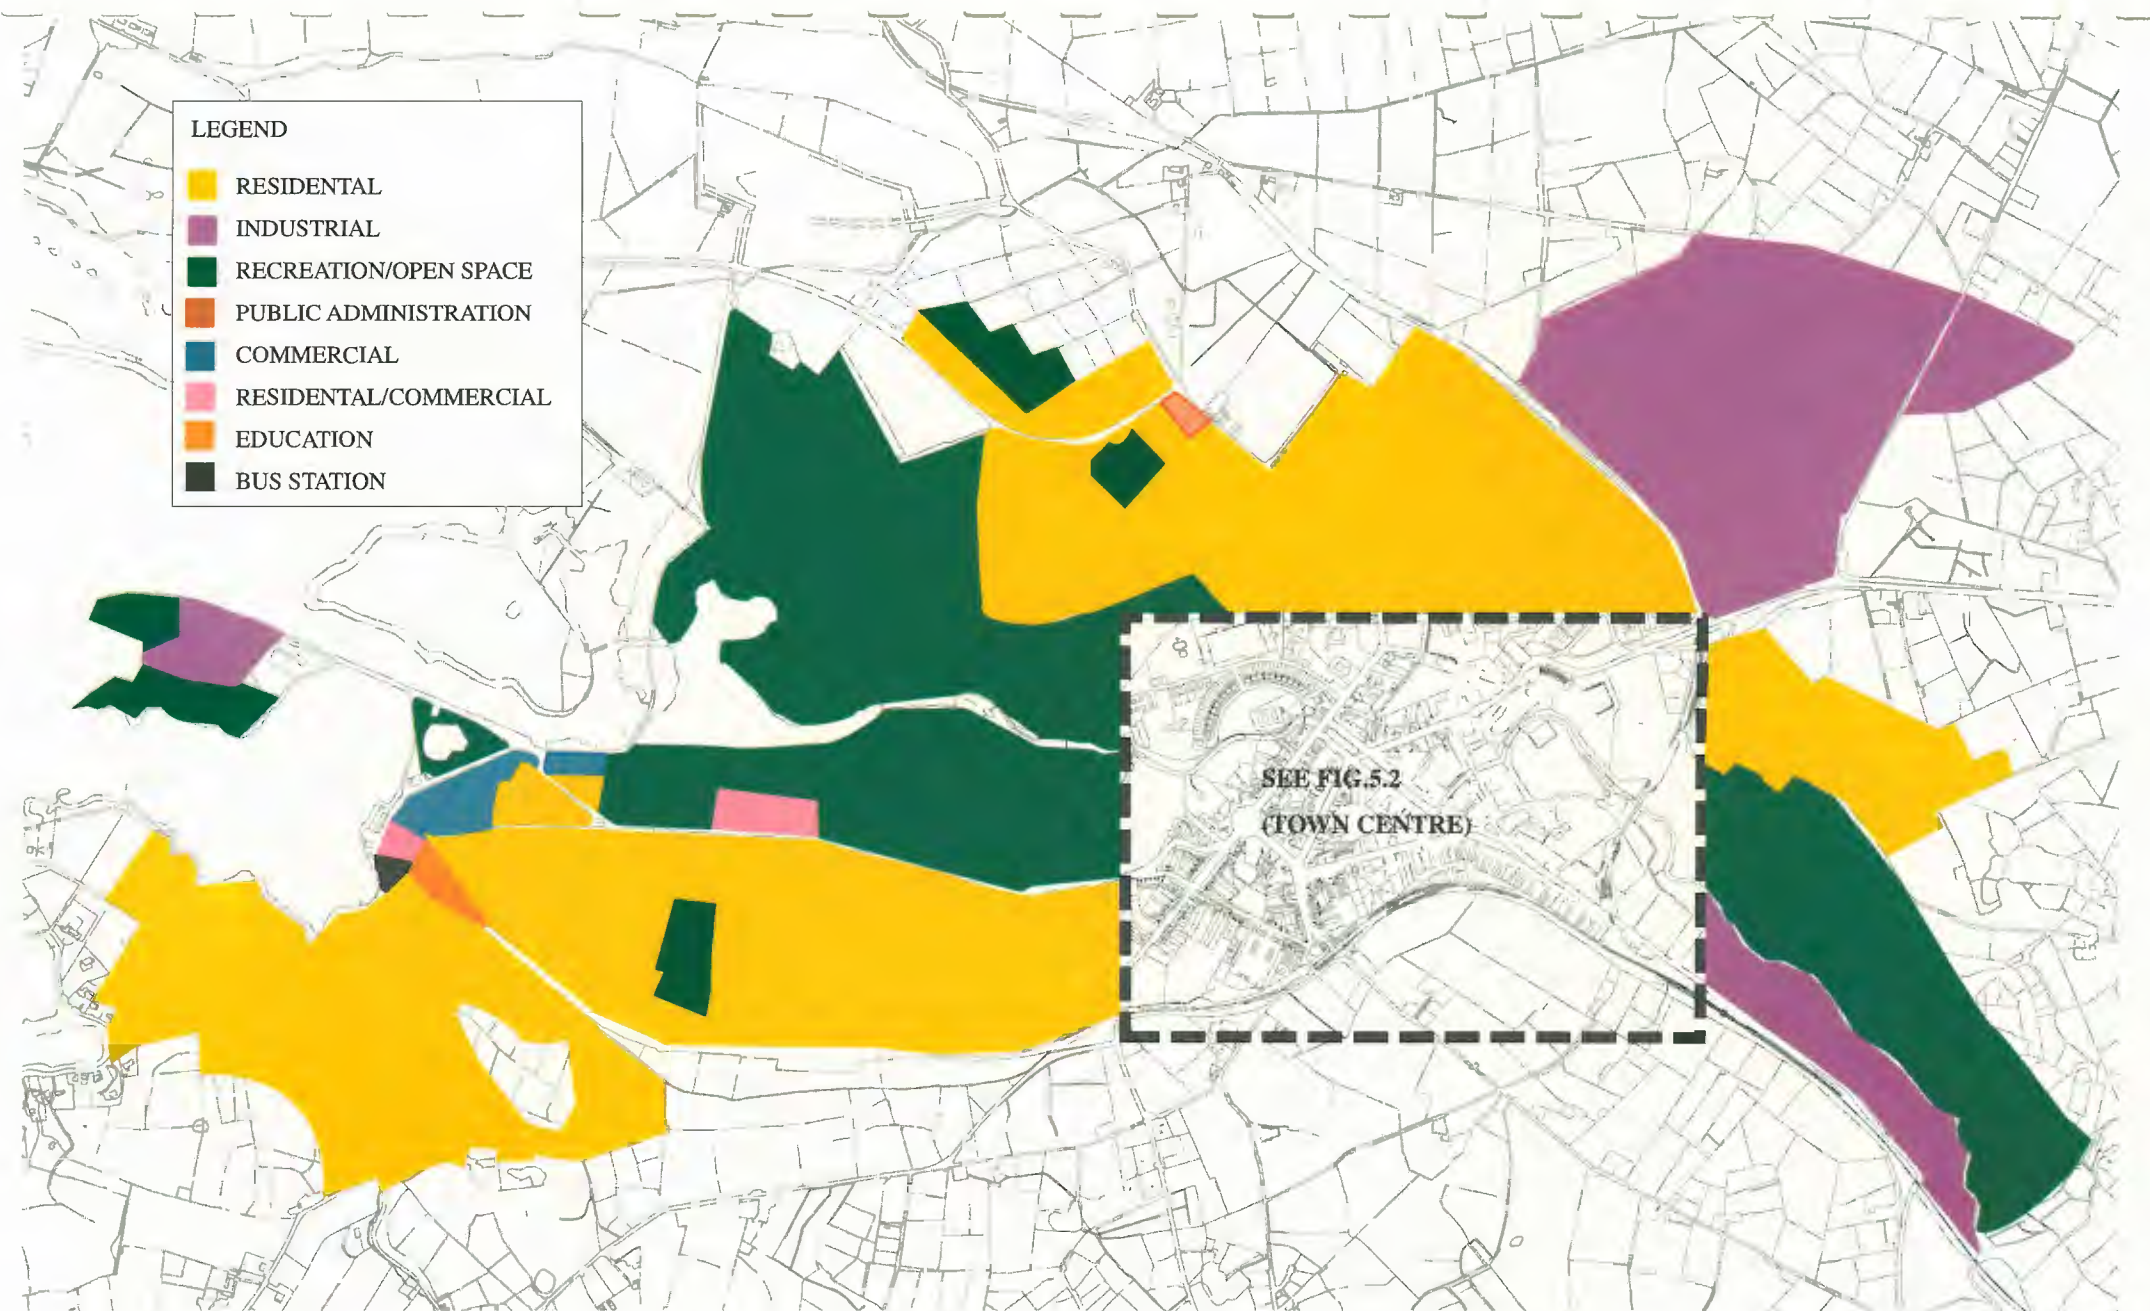 LEGEND
RESIDENTAL
INDUSTRIAL
RECREATION/OPEN SPACE
PUBLIC ADMINISTRATION
COMMERCIAL
RESIDENTAL/COMMERCIAL
EDUCATION
BUS STATION
SEE FIG.5.2
(TOWN CENTRE)